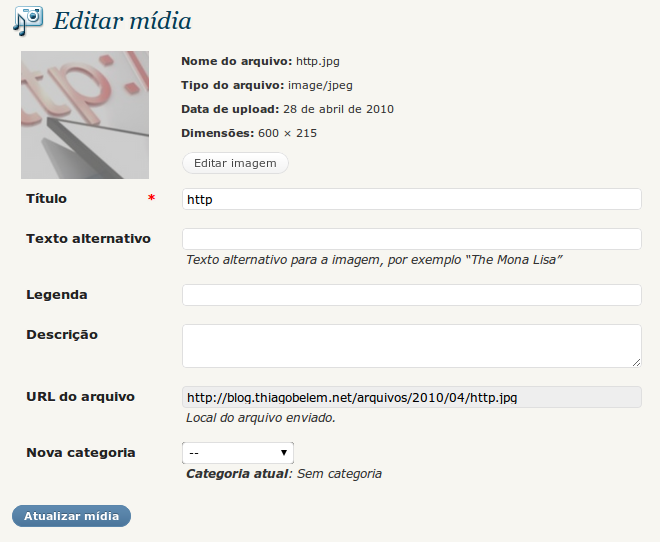 Editar mídia
ttp:/
Nome do arquivo: http.jpg
Tipo do arquivo: image/jpeg
Data de upload: 28 de abril de 2010
Dimensões: 600 × 215
Editar imagem
Título * http
Texto alternativo
Texto alternativo para a imagem, por exemplo “The Mona Lisa”
Legenda
Descrição
URL do arquivo http://blog.thiagobelem.net/arquivos/2010/04/http.jpg
Local do arquivo enviado.
Nova categoria --
Categoria atual: Sem categoria
Atualizar mídia